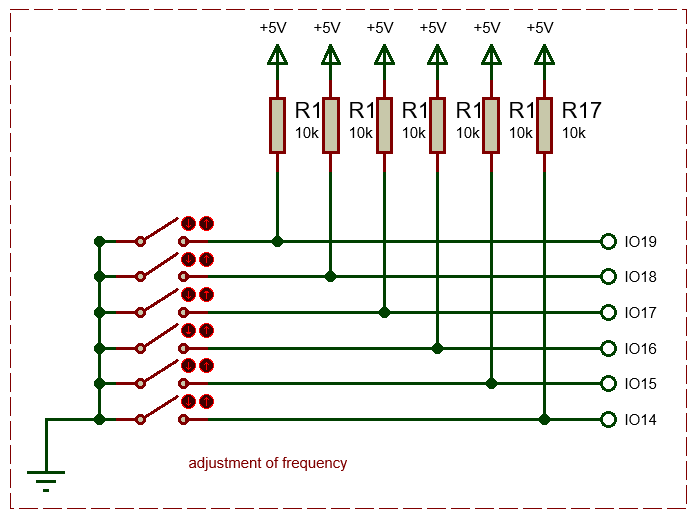 +5V +5V +5V +5V +5V +5V
R1 R1 R1 R1 R1 R17
10k 10k 10k 10k 10k 10k
IO19
IO18
IO17
IO16
IO15
IO14
adjustment of frequency